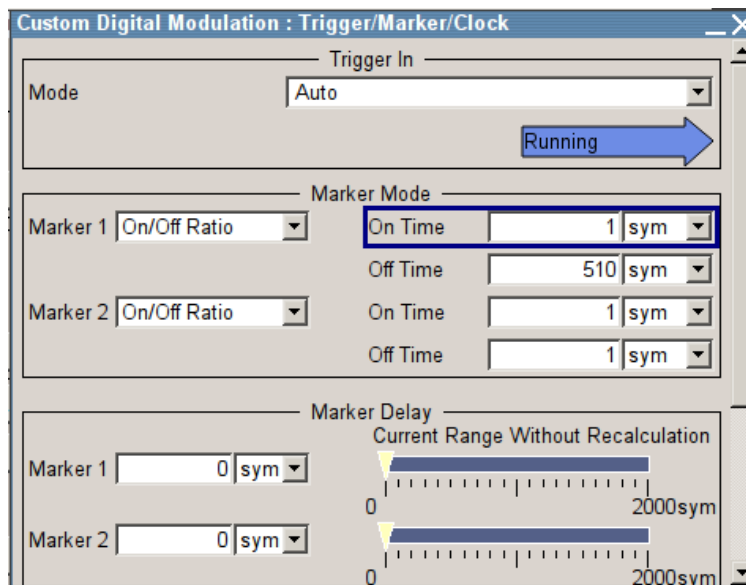 Custom Digital Modulation : Trigger/Marker/Clock
Trigger In
Mode Auto
Running
Marker Mode
Marker 1 On/Off Ratio On Time 1 sym
Off Time 510 sym
Marker 2 On/Off Ratio On Time 1 sym
Off Time 1 sym
Marker Delay
Current Range Without Recalculation
Marker 1 0 sym
0 2000sym
Marker 2 0 sym
0 2000sym